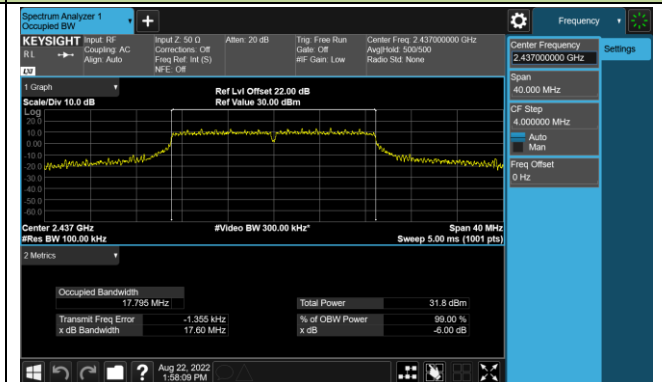 Spectrum Analyzer 1
Occupied BW
+
Frequency
KEYSIGHT
RL
LXI
Input: RF
Coupling: AC
Align: Auto
Input Z: 50 Ω
Corrections: Off
Freq Ref: Int (S)
NFE: Off
Atten: 20 dB
Trig: Free Run
Gate: Off
#IF Gain: Low
Center Freq: 2.437000000 GHz
Avg|Hold: 500/500
Radio Std: None
Center Frequency
2.437000000 GHz
Settings
Span
40.000 MHz
CF Step
4.000000 MHz
Auto
Man
Freq Offset
0 Hz
1 Graph
Scale/Div 10.0 dB
Ref Lvl Offset 22.00 dB
Ref Value 30.00 dBm
Log
20.0
10.0
0.00
-10.0
-20.0
-30.0
-40.0
-50.0
-60.0
Center 2.437 GHz
#Res BW 100.00 kHz
#Video BW 300.00 kHz*
Span 40 MHz
Sweep 5.00 ms (1001 pts)
2 Metrics
Occupied Bandwidth
17.795 MHz
Total Power 31.8 dBm
Transmit Freq Error -1.355 kHz
% of OBW Power 99.00 %
x dB Bandwidth 17.60 MHz
x dB -6.00 dB
?
Aug 22, 2022
1:58:09 PM